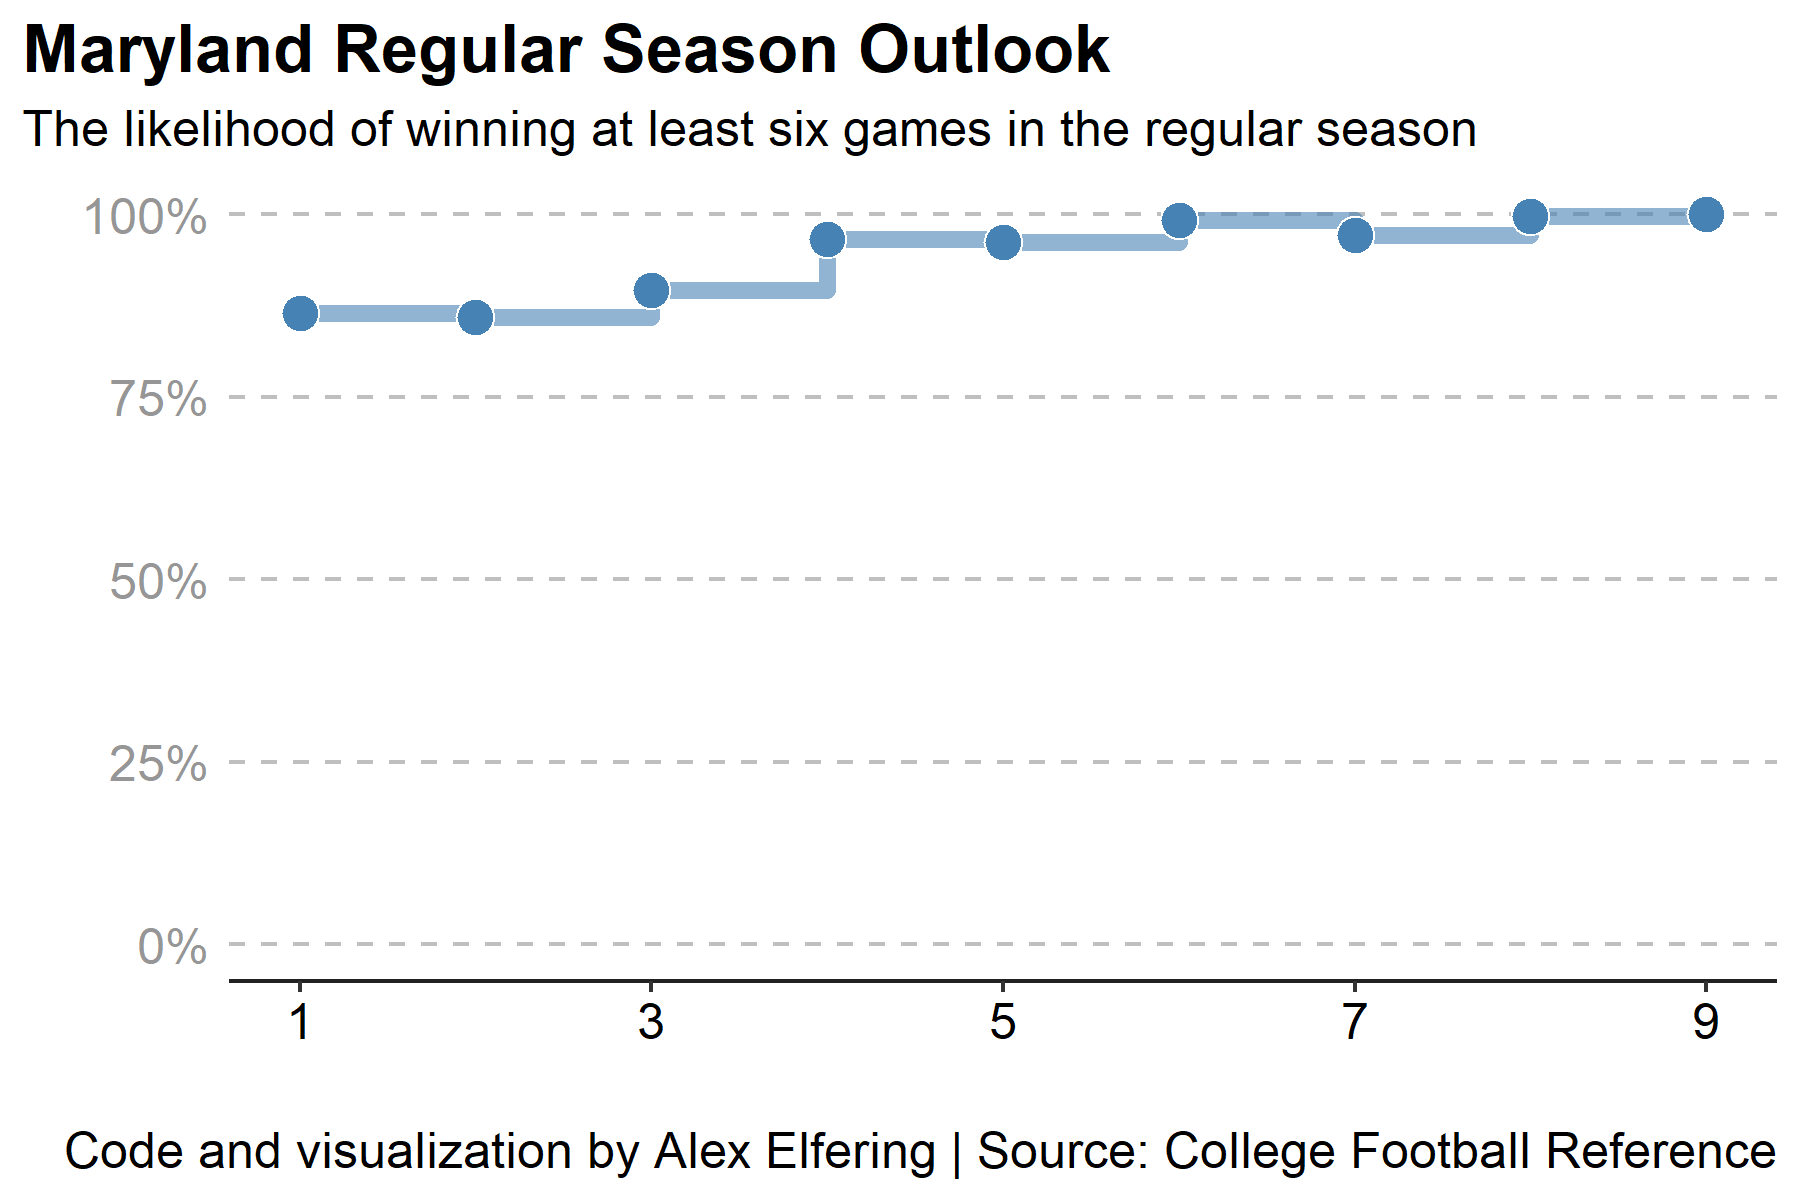 Maryland Regular Season Outlook
The likelihood of winning at least six games in the regular season
100%
75%
50%
25%
0%
1 3 5 7 9
Code and visualization by Alex Elfering | Source: College Football Reference